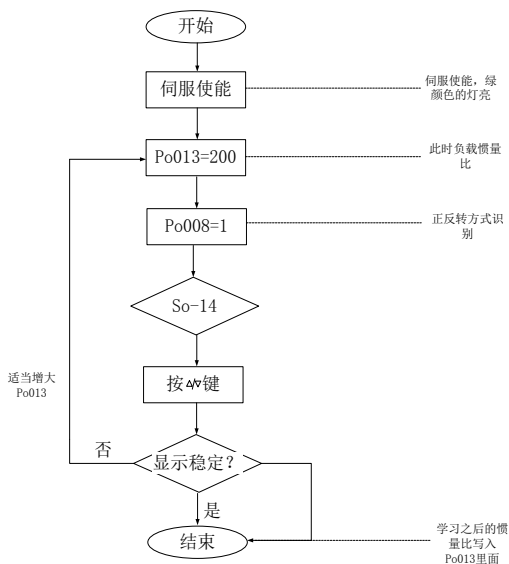 开始
伺服使能
伺服使能，绿
颜色的灯亮
Po013=200
此时负载惯量
比
Po008=1
正反转方式识
别
So-14
按△/▽键
适当增大
Po013
否
显示稳定？
是
结束
学习之后的惯
量比写入
Po013里面